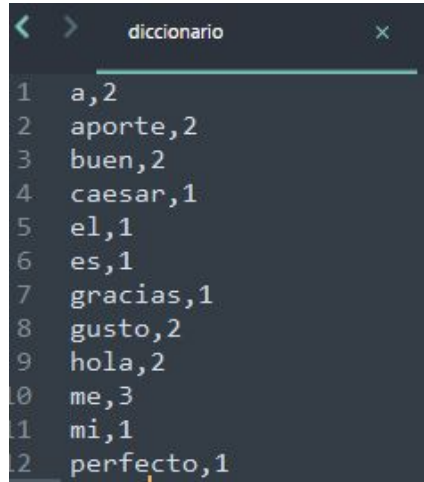 diccionario
1 a,2
2 aporte,2
3 buen,2
4 caesar,1
5 el,1
6 es,1
7 gracias,1
8 gusto,2
9 hola,2
10 me,3
11 mi,1
12 perfecto,1